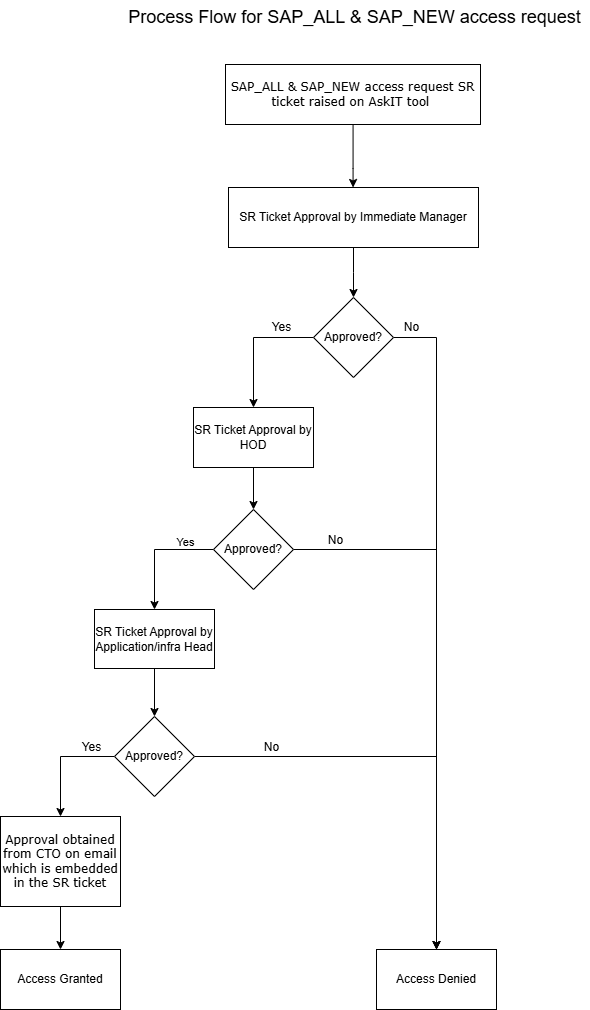 Process Flow for SAP_ALL & SAP_NEW access request
SAP_ALL & SAP_NEW access request SR
ticket raised on AskIT tool
SR Ticket Approval by Immediate Manager
Approved?
Yes
No
SR Ticket Approval by
HOD
Approved?
Yes
No
SR Ticket Approval by
Application/infra Head
Approved?
Yes
No
Approval obtained
from CTO on email
which is embedded
in the SR ticket
Access Granted
Access Denied